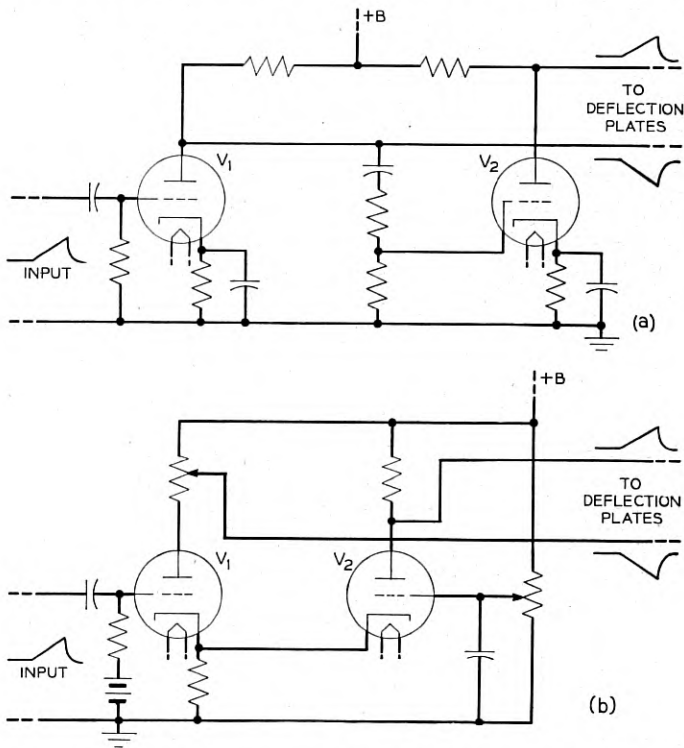 +B
TO
DEFLECTION
PLATES
V1
V2
INPUT
(a)
+B
TO
DEFLECTION
PLATES
V1
V2
INPUT
(b)